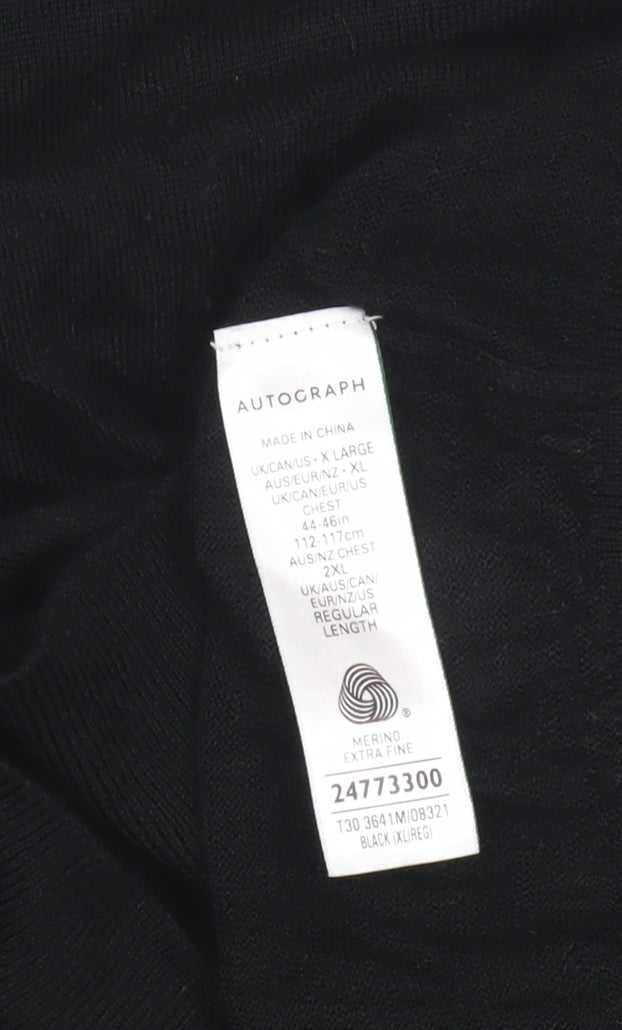 AUTOGRAPH
MADE IN CHINA
UK/CAN/US • X LARGE
AUS/EUR/NZ • XL
UK/CAN/EUR/US
CHEST
44-46in
112-117cm
AUS/NZ CHEST
2XL
UK/AUS/CAN/
EUR/NZ/US
REGULAR
LENGTH
®
MERINO
EXTRA FINE
24773300
T30 3641M/08321
BLACK (XL/REG)